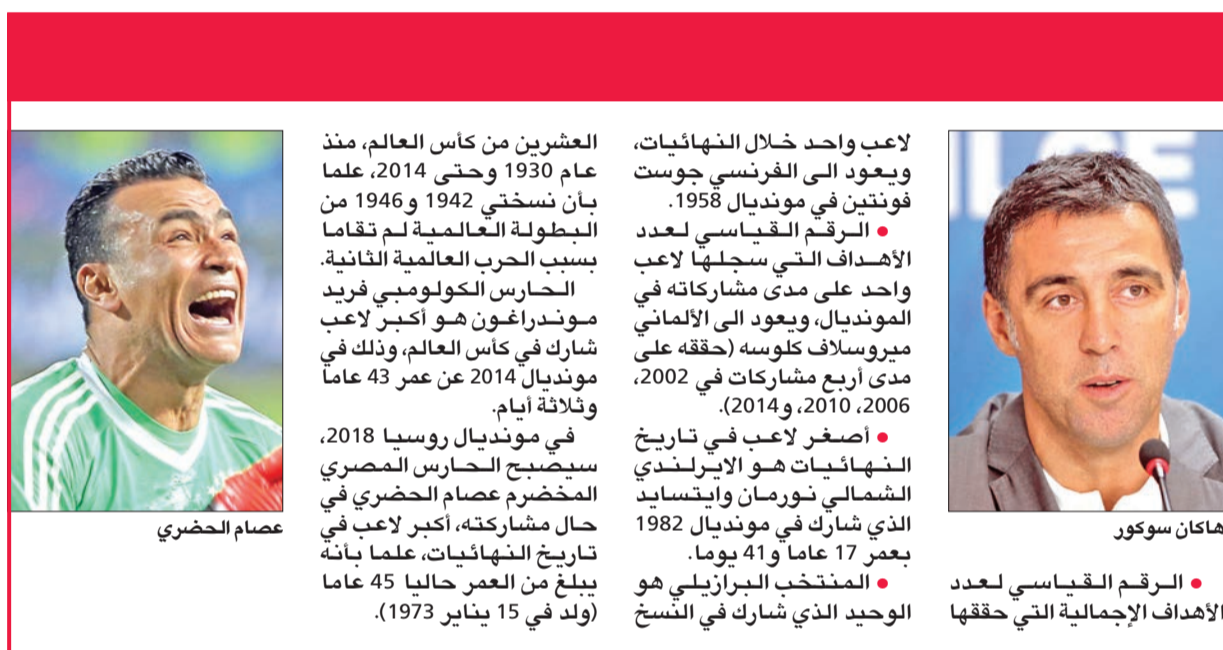 هاكان سوكور
• الرقم القياسي لعدد
الأهداف الإجمالية التي حققها
لاعب واحد خلال النهائيات،
ويعود الى الفرنسي جوست
فونتين في مونديال 1958.
• الرقم القياسي لعدد
الأهداف التي سجلها لاعب
واحد على مدى مشاركاته في
المونديال، ويعود الى الألماني
ميروسلاف كلوسه (حققه على
مدى أربع مشاركات في 2002،
2006، 2010، و2014).
• أصغر لاعب في تاريخ
النهائيات هو الايرلندي
الشمالي نورمان وايتسايد
الذي شارك في مونديال 1982
بعمر 17 عاما و41 يوما.
• المنتخب البرازيلي هو
الوحيد الذي شارك في النسخ
العشرين من كأس العالم، منذ
عام 1930 وحتى 2014، علما
بأن نسختي 1942 و1946 من
البطولة العالمية لم تقاما
بسبب الحرب العالمية الثانية.
الحارس الكولومبي فريد
موندراغون هو أكبر لاعب
شارك في كأس العالم، وذلك في
مونديال 2014 عن عمر 43 عاما
وثلاثة أيام.
في مونديال روسيا 2018،
سيصبح الحارس المصري
المخضرم عصام الحضري في
حال مشاركته، أكبر لاعب في
تاريخ النهائيات، علما بأنه
يبلغ من العمر حاليا 45 عاما
(ولد في 15 يناير 1973).
عصام الحضري